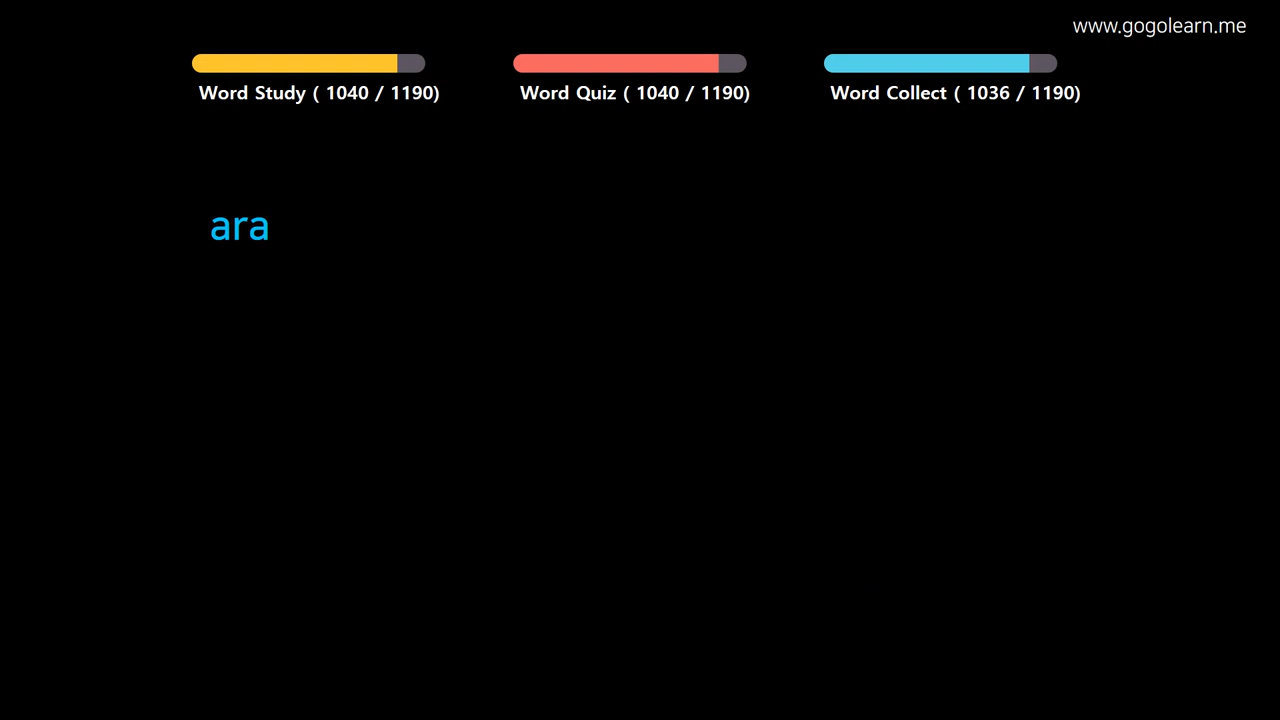 www.gogolearn.me
Word Study ( 1040 / 1190)
Word Quiz ( 1040 / 1190)
Word Collect ( 1036 / 1190)
ara